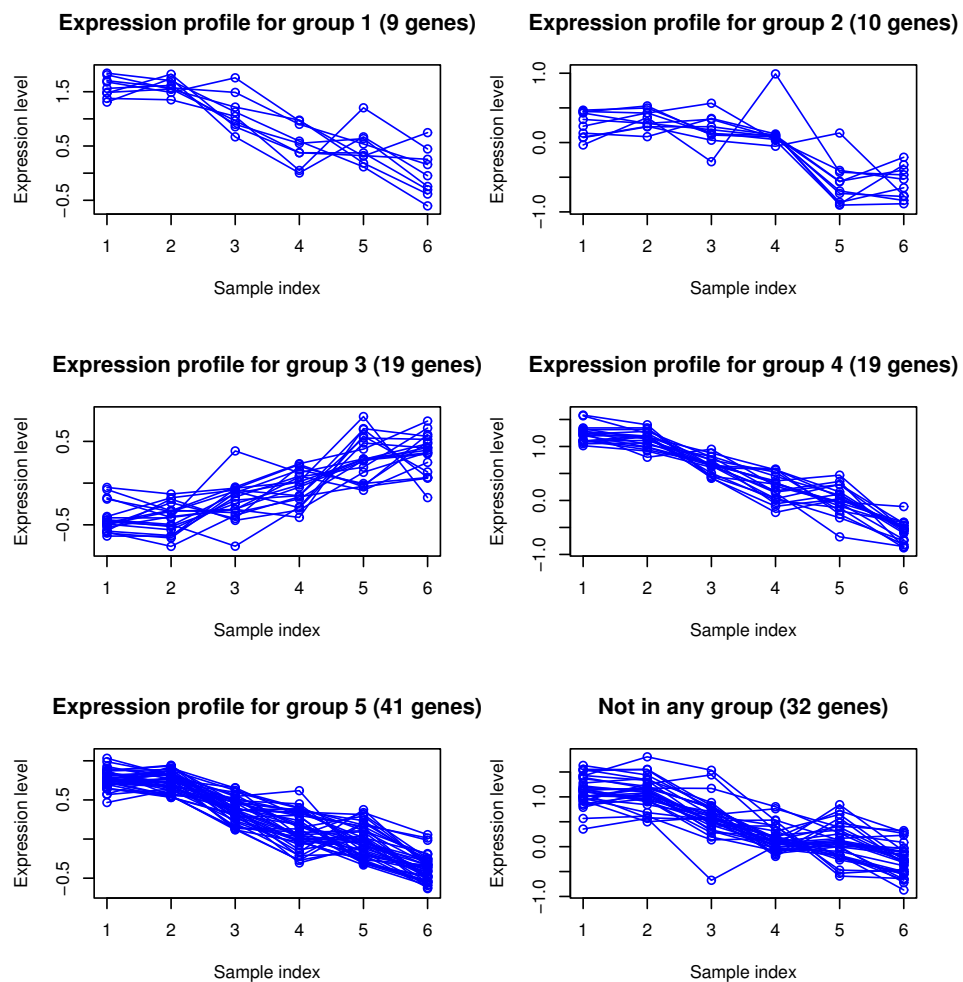 Expression profile for group 1 (9 genes)
Expression level
1.5
0.5
−0.5
1 2 3 4 5 6
Sample index
Expression profile for group 2 (10 genes)
Expression level
1.0
0.0
−1.0
1 2 3 4 5 6
Sample index
Expression profile for group 3 (19 genes)
Expression level
0.5
−0.5
1 2 3 4 5 6
Sample index
Expression profile for group 4 (19 genes)
Expression level
1.0
0.0
−1.0
1 2 3 4 5 6
Sample index
Expression profile for group 5 (41 genes)
Expression level
0.5
−0.5
1 2 3 4 5 6
Sample index
Not in any group (32 genes)
Expression level
1.0
0.0
−1.0
1 2 3 4 5 6
Sample index